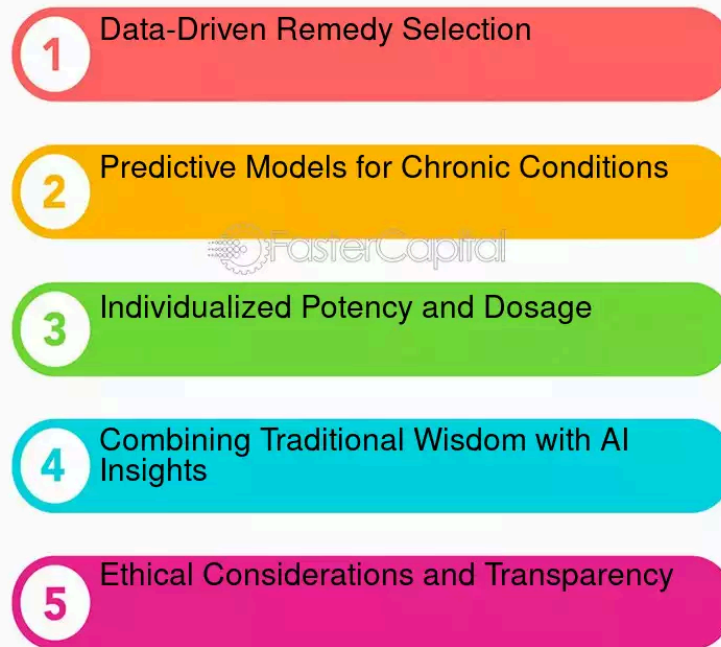 1
Data-Driven Remedy Selection
2
Predictive Models for Chronic Conditions
FasterCapital
3
Individualized Potency and Dosage
4
Combining Traditional Wisdom with AI
Insights
5
Ethical Considerations and Transparency